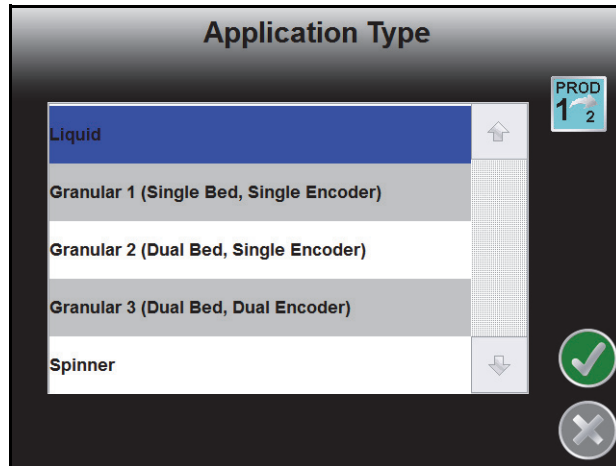 Application Type
PROD
1 2
Liquid
Granular 1 (Single Bed, Single Encoder)
Granular 2 (Dual Bed, Single Encoder)
Granular 3 (Dual Bed, Dual Encoder)
Spinner